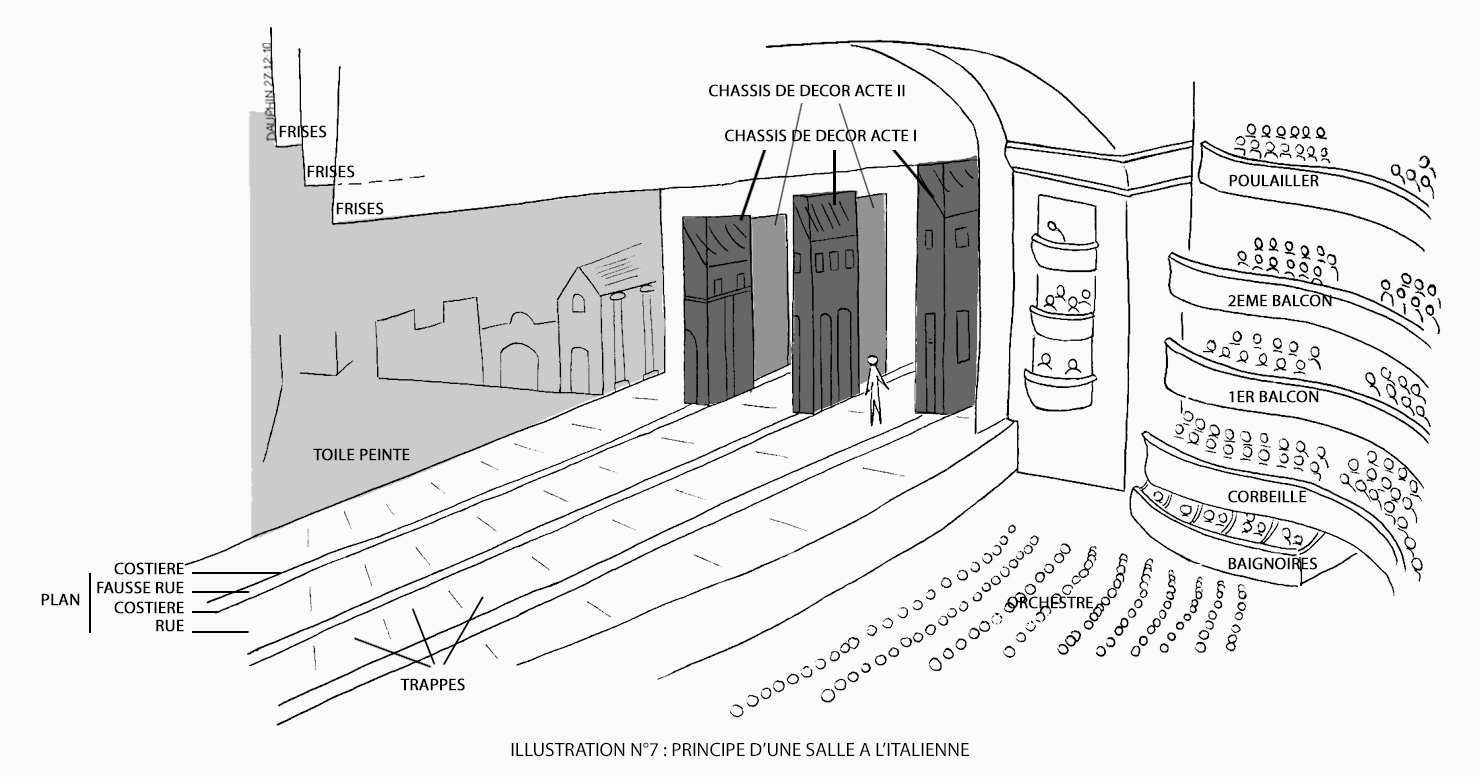 DAUPHIN 27 12 10
FRISES
FRISES
FRISES
CHASSIS DE DECOR ACTE II
CHASSIS DE DECOR ACTE I
POULAILLER
2EME BALCON
1ER BALCON
CORBEILLE
BAIGNOIRES
ORCHESTRE
TOILE PEINTE
PLAN
COSTIERE
FAUSSE RUE
COSTIERE
RUE
TRAPPES
ILLUSTRATION N°7 : PRINCIPE D'UNE SALLE A L'ITALIENNE